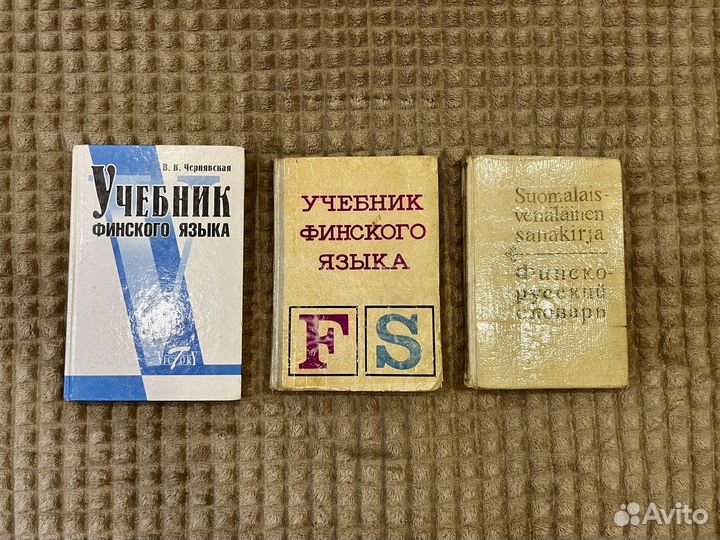 В. В. Чернявская
УЧЕБНИК
ФИНСКОГО ЯЗЫКА
УЧЕБНИК
ФИНСКОГО
ЯЗЫКА
F S
Suomalais-
venäläinen
sanakirja
Финско-
русский
словарь
Avito